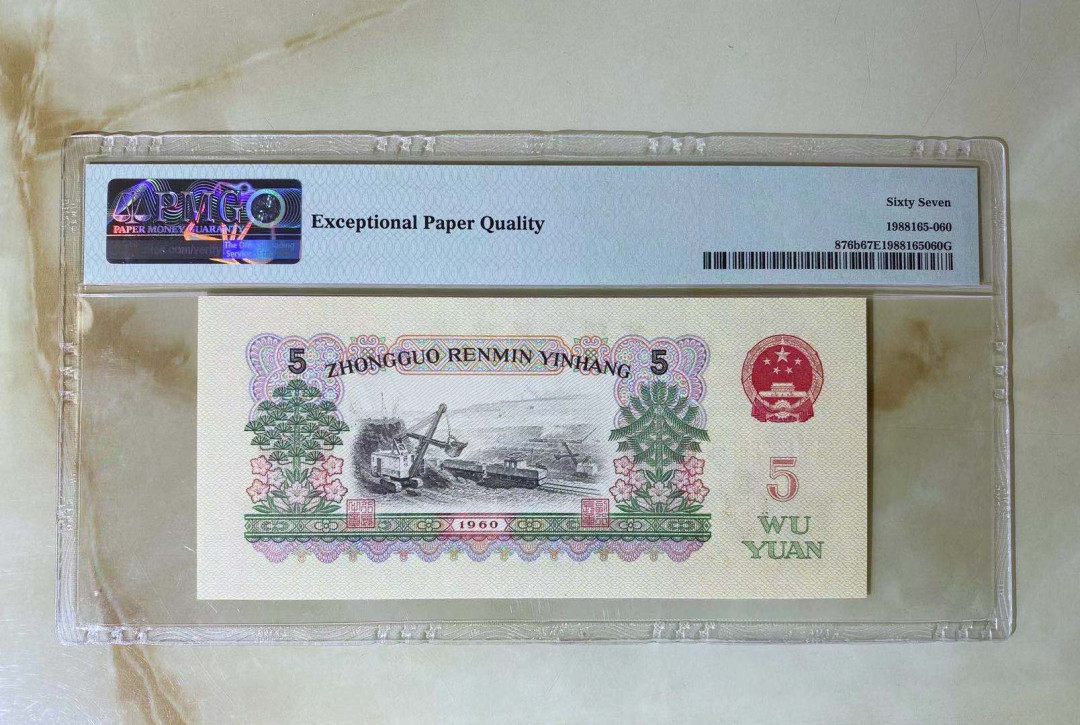 PMG
PAPER MONEY GUARANTY
Exceptional Paper Quality
Sixty Seven
1988165-060
876b67E1988165060G
5 ZHONGGUO RENMIN YINHANG 5
1960
5
WU
YUAN